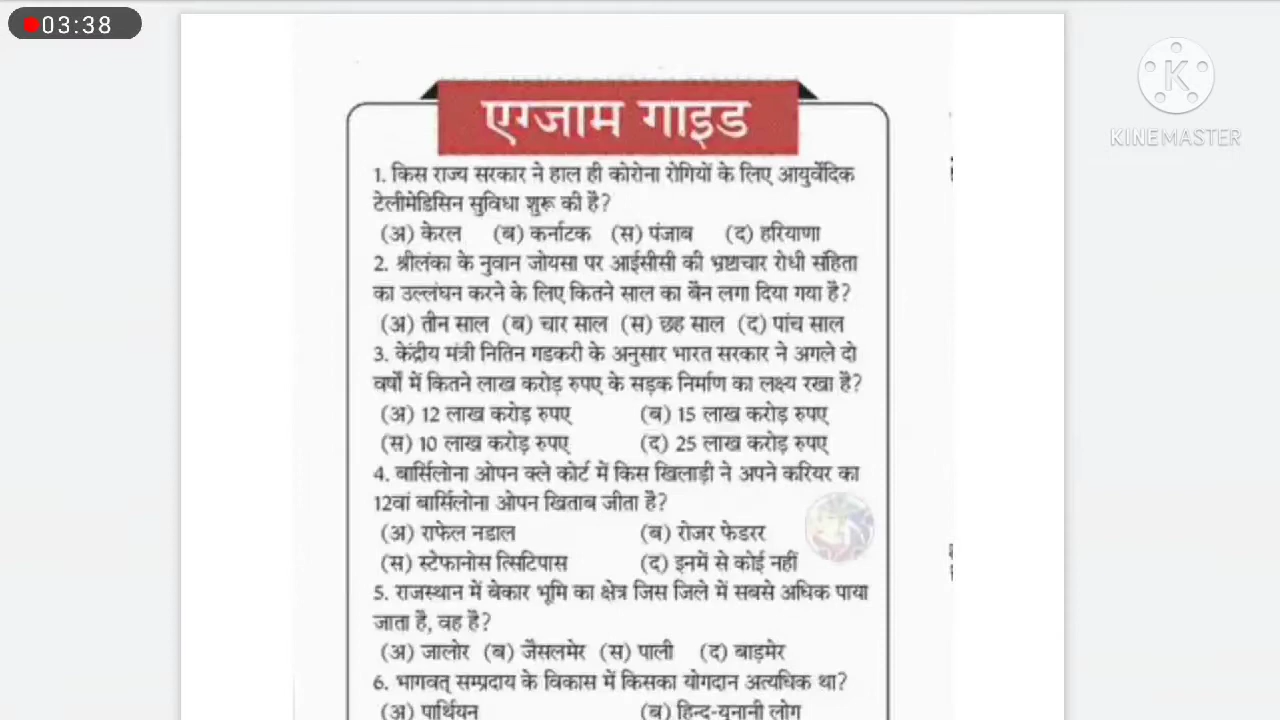 03:38
KINEMASTER
एग्जाम गाइड
1. किस राज्य सरकार ने हाल ही कोरोना रोगियों के लिए आयुर्वेदिक
टेलीमेडिसिन सुविधा शुरू की है?
(अ) केरल (ब) कर्नाटक (स) पंजाब (द) हरियाणा
2. श्रीलंका के नुवान जोयसा पर आईसीसी की भ्रष्टाचार रोधी संहिता
का उल्लंघन करने के लिए कितने साल का बैन लगा दिया गया है?
(अ) तीन साल (ब) चार साल (स) छह साल (द) पांच साल
3. केंद्रीय मंत्री नितिन गडकरी के अनुसार भारत सरकार ने अगले दो
वर्षों में कितने लाख करोड़ रुपए के सड़क निर्माण का लक्ष्य रखा है?
(अ) 12 लाख करोड़ रुपए (ब) 15 लाख करोड़ रुपए
(स) 10 लाख करोड़ रुपए (द) 25 लाख करोड़ रुपए
4. बार्सिलोना ओपन क्ले कोर्ट में किस खिलाड़ी ने अपने करियर का
12वां बार्सिलोना ओपन खिताब जीता है?
(अ) राफेल नडाल (ब) रोजर फेडरर
(स) स्टेफानोस त्सिटिपास (द) इनमें से कोई नहीं
5. राजस्थान में बेकार भूमि का क्षेत्र जिस जिले में सबसे अधिक पाया
जाता है, वह है?
(अ) जालोर (ब) जैसलमेर (स) पाली (द) बाड़मेर
6. भागवत् सम्प्रदाय के विकास में किसका योगदान अत्यधिक था?
(अ) पार्थियन (ब) हिन्द-यूनानी लोग